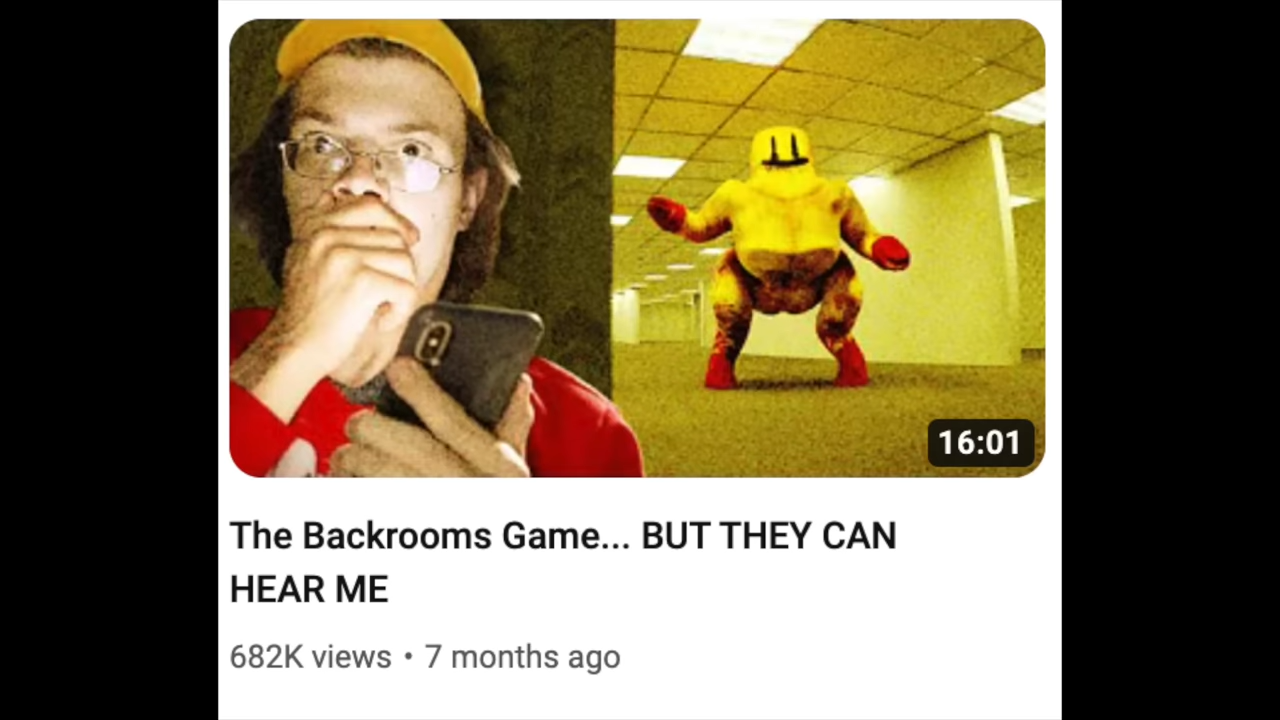 16:01
The Backrooms Game... BUT THEY CAN
HEAR ME
682K views • 7 months ago